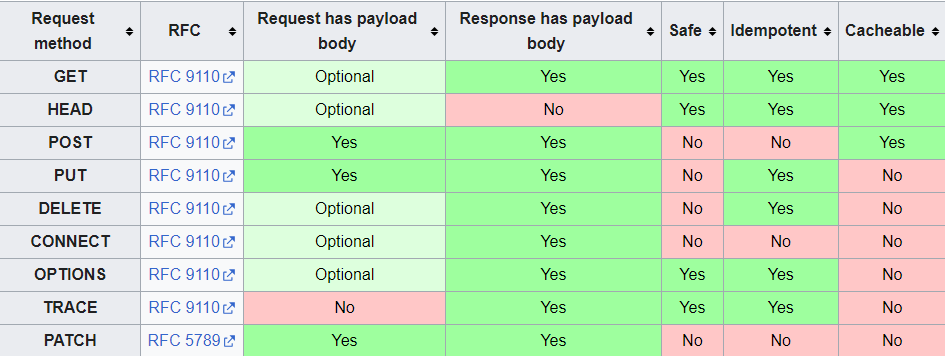 Request method RFC Request has payload body Response has payload body Safe Idempotent Cacheable
GET RFC 9110 Optional Yes Yes Yes Yes
HEAD RFC 9110 Optional No Yes Yes Yes
POST RFC 9110 Yes Yes No No Yes
PUT RFC 9110 Yes Yes No Yes No
DELETE RFC 9110 Optional Yes No Yes No
CONNECT RFC 9110 Optional Yes No No No
OPTIONS RFC 9110 Optional Yes Yes Yes No
TRACE RFC 9110 No Yes Yes Yes No
PATCH RFC 5789 Yes Yes No No No